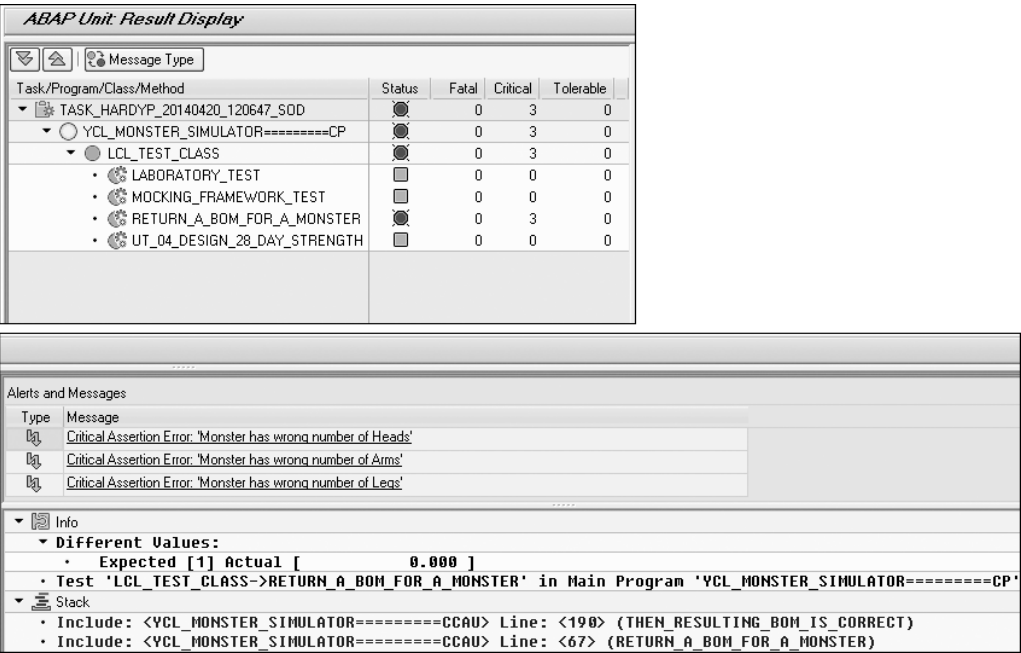 ABAP Unit: Result Display
Message Type
Task/Program/Class/Method Status Fatal Critical Tolerable
TASK_HARDYP_20140420_120647_SOD 0 3 0
YCL_MONSTER_SIMULATOR=========CP 0 3 0
LCL_TEST_CLASS 0 3 0
LABORATORY_TEST 0 0 0
MOCKING_FRAMEWORK_TEST 0 0 0
RETURN_A_BOM_FOR_A_MONSTER 0 3 0
UT_04_DESIGN_28_DAY_STRENGTH 0 0 0
Alerts and Messages
Type Message
Critical Assertion Error: 'Monster has wrong number of Heads'
Critical Assertion Error: 'Monster has wrong number of Arms'
Critical Assertion Error: 'Monster has wrong number of Legs'
Info
Different Values:
Expected [1] Actual [ 0.000 ]
Test 'LCL_TEST_CLASS->RETURN_A_BOM_FOR_A_MONSTER' in Main Program 'YCL_MONSTER_SIMULATOR=========CP'
Stack
Include: <YCL_MONSTER_SIMULATOR=========CCAU> Line: <190> (THEN_RESULTING_BOM_IS_CORRECT)
Include: <YCL_MONSTER_SIMULATOR=========CCAU> Line: <67> (RETURN_A_BOM_FOR_A_MONSTER)